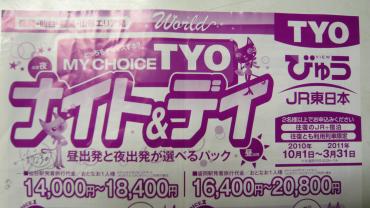 World
TYO
MY CHOICE TYO
ナイト&デイ
昼出発と夜出発が選べるパック
VIEW
びゅう
JR東日本
2名様以上でお申込みください
往復のJR+宿泊
往復とも利用列車限定
2010年 2011年
10月1日〜3月31日
14,000円〜18,400円
16,400円〜20,800円